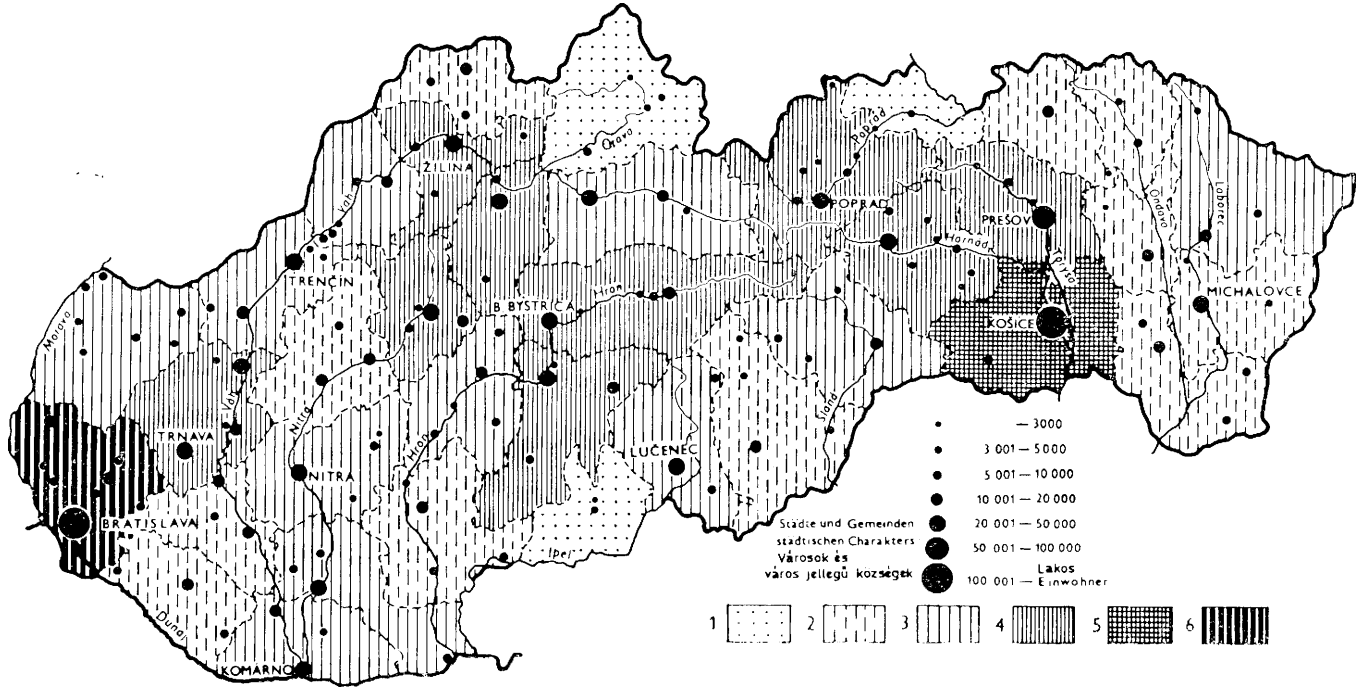 Orava
Poprad
ŽILINA
Váh
POPRAD
PREŠOV
Ondava
Laborec
Hornád
Torysa
TRENČÍN
MICHALOVCE
Morava
B.BYSTRICA
Hron
KOŠICE
Váh
Nitra
Hron
Slaná
TRNAVA
LUČENEC
NITRA
BRATISLAVA
Ipeľ
Dunaj
KOMÁRNO
— 3000
3 001 — 5000
5 001 — 10 000
10 001 — 20 000
20 001 — 50 000
50 001 — 100 000
100 001 —
Lakos
Einwohner
Städte und Gemeinden
städtischen Charakters
Városok és
város jellegű községek
1 2 3 4 5 6